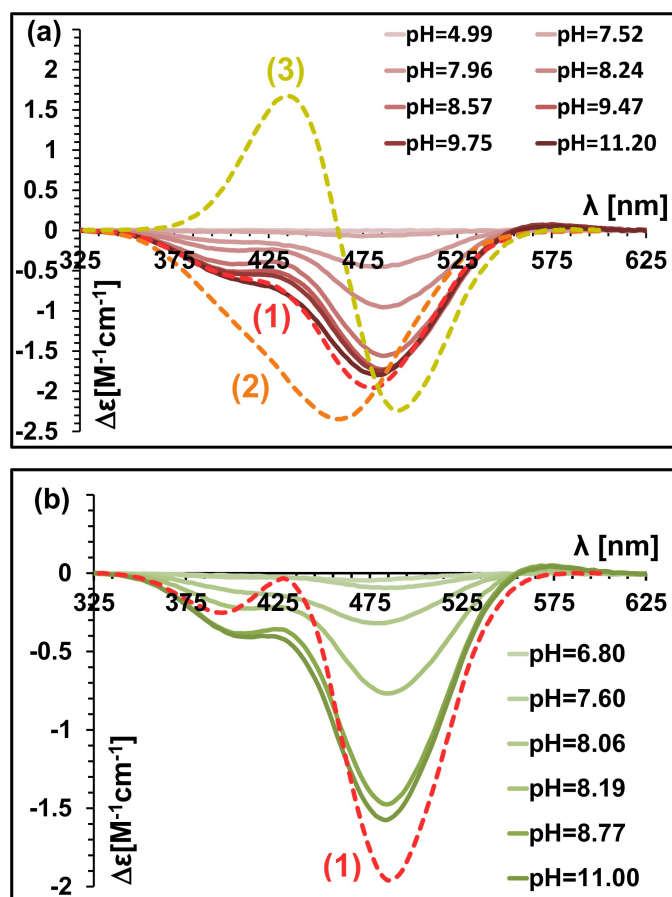 (a)
pH=4.99 pH=7.52
pH=7.96 pH=8.24
pH=8.57 pH=9.47
pH=9.75 pH=11.20
(3)
2
1.5
1
0.5
0
-0.5
-1
-1.5
-2
-2.5
λ [nm]
325 375 425 475 525 575 625
(1)
(2)
Δε[M⁻¹cm⁻¹]
(b)
λ [nm]
0
-0.5
-1
-1.5
-2
325 375 425 475 525 575 625
pH=6.80
pH=7.60
pH=8.06
pH=8.19
pH=8.77
pH=11.00
(1)
Δε[M⁻¹cm⁻¹]